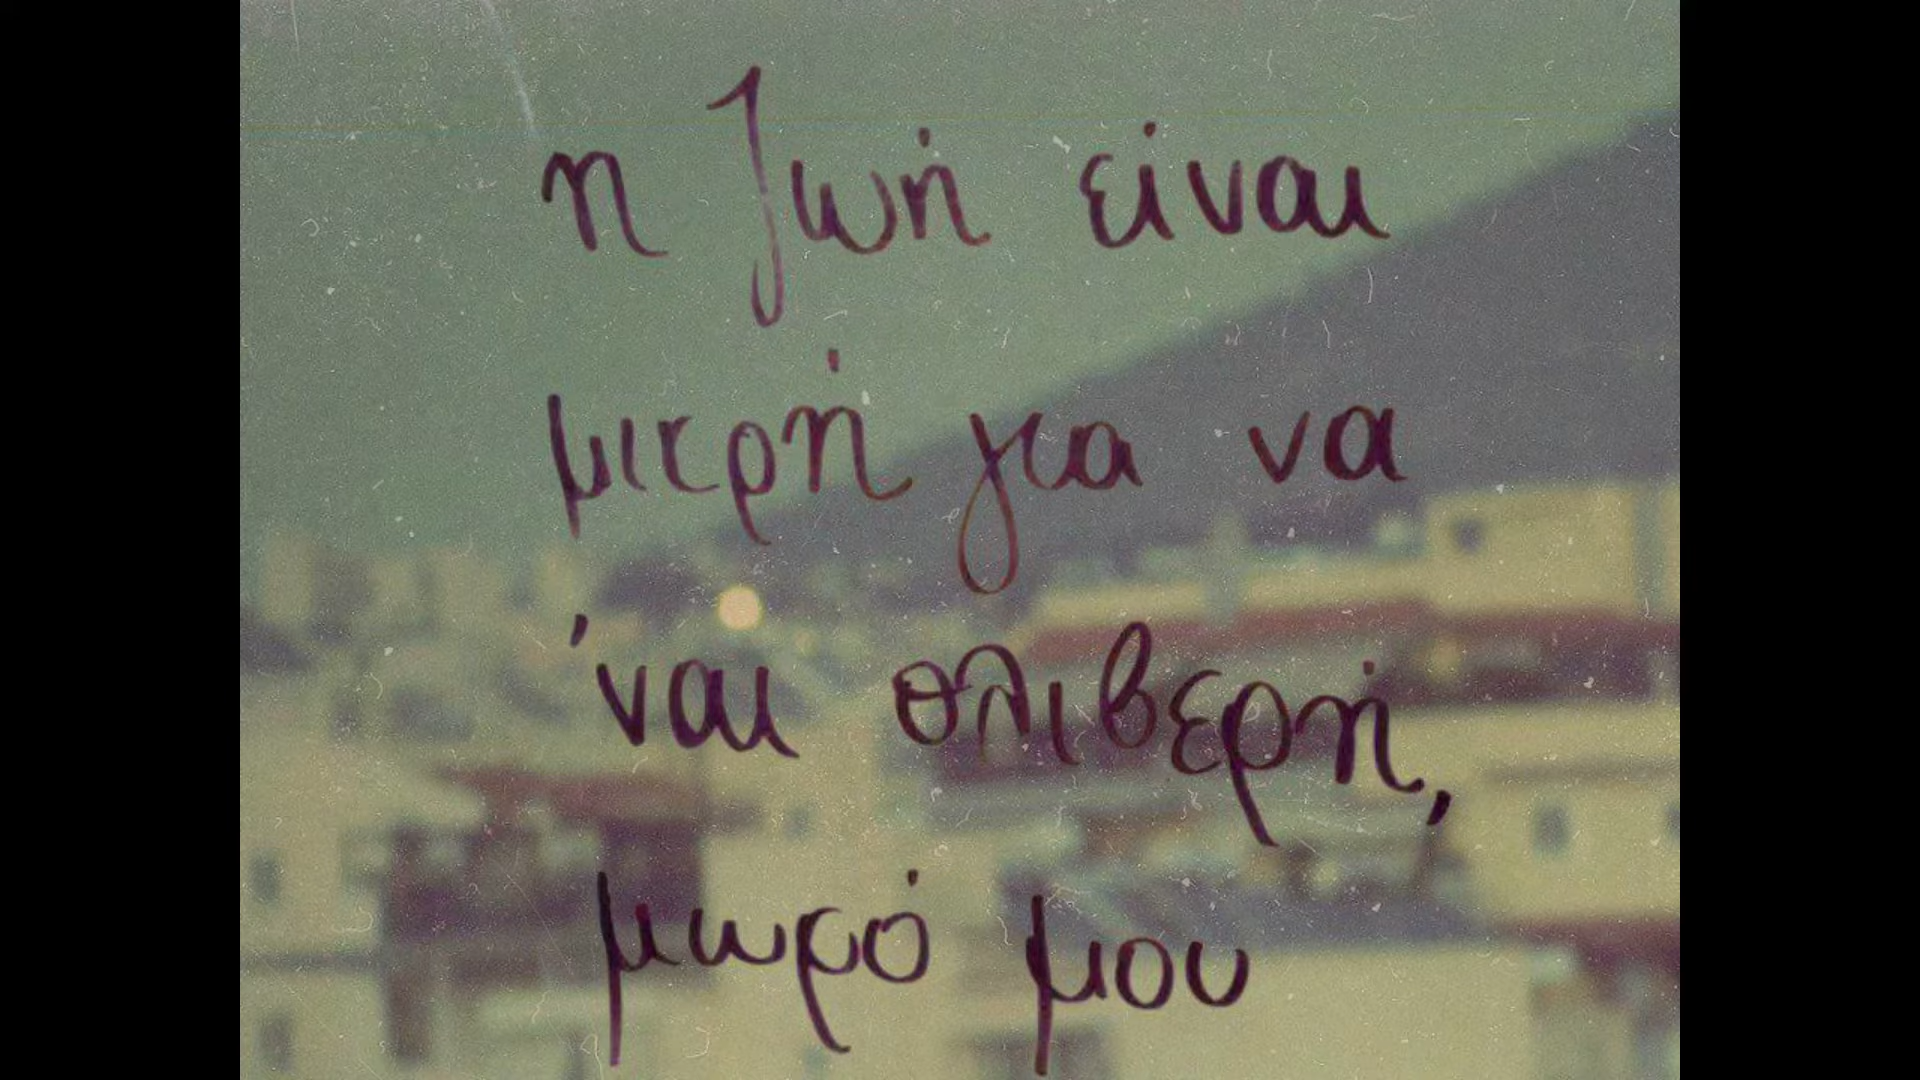 η ζωή είναι
μικρή για να
'ναι θλιβερή,
μωρό μου